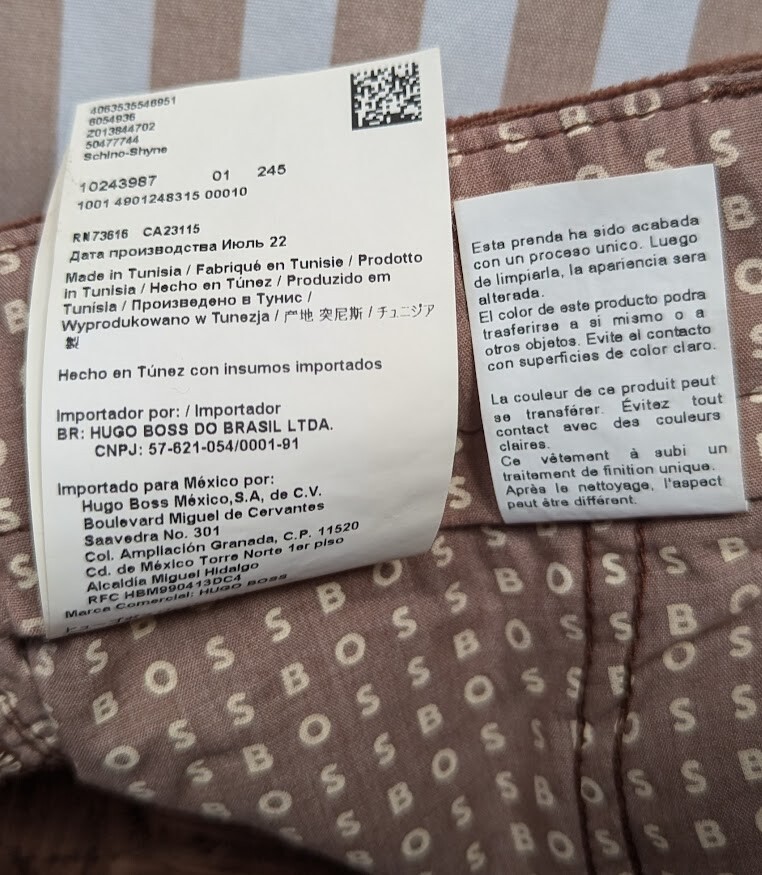 4063535546951
6054936
2013844702
50477744
Schino-Shyne
10243987 01 245
1001 4901248315 00010
RN73616 CA23115
Дата производства Июль 22
Made in Tunisia / Fabriqué en Tunisie / Prodotto
in Tunisia / Hecho en Túnez / Produzido em
Tunísia / Произведено в Тунис /
Wyprodukowano w Tunezja / 产地 突尼斯 / チュニジア
製
Hecho en Túnez con insumos importados
Importador por: / Importador
BR: HUGO BOSS DO BRASIL LTDA.
CNPJ: 57-621-054/0001-91
Importado para México por:
Hugo Boss México,S.A, de C.V.
Boulevard Miguel de Cervantes
Saavedra No. 301
Col. Ampliación Granada, C.P. 11520
Cd. de México Torre Norte 1er piso
Alcaldía Miguel Hidalgo
RFC HBM990413DC4
Marca Comercial: HUGO BOSS
Esta prenda ha sido acabada
con un proceso unico. Luego
de limpiarla, la apariencia sera
alterada.
El color de este producto podra
trasferirse a si mismo o a
otros objetos. Evite el contacto
con superficies de color claro.
La couleur de ce produit peut
se transférer. Évitez tout
contact avec des couleurs
claires.
Ce vêtement à subi un
traitement de finition unique.
Après le nettoyage, l'aspect
peut être différent.
BOSS